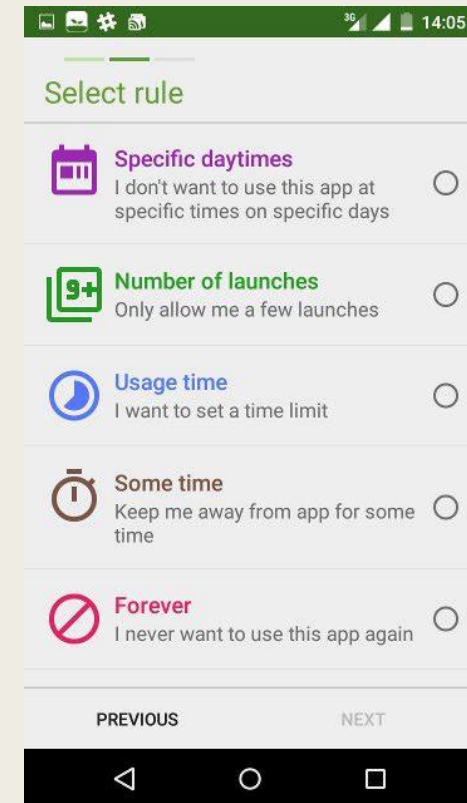 3G 14:05
Select rule
Specific daytimes
I don't want to use this app at
specific times on specific days
9+
Number of launches
Only allow me a few launches
Usage time
I want to set a time limit
Some time
Keep me away from app for some
time
Forever
I never want to use this app again
PREVIOUS NEXT